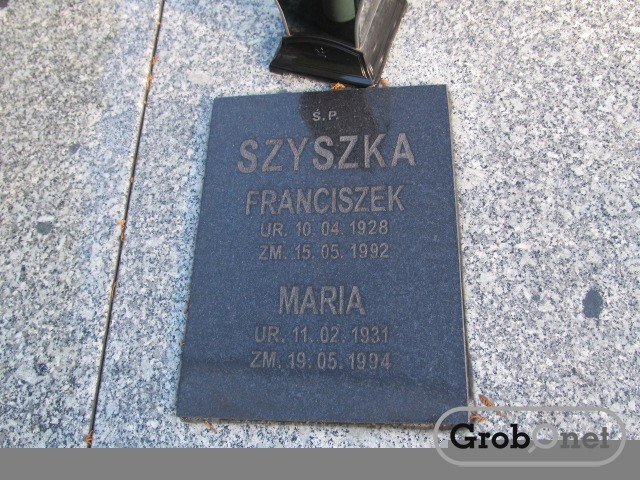 Ś.P.
SZYSZKA
FRANCISZEK
UR. 10. 04. 1928
ZM. 15. 05. 1992
MARIA
UR. 11. 02. 1931
ZM. 19. 05. 1994
Grobonet